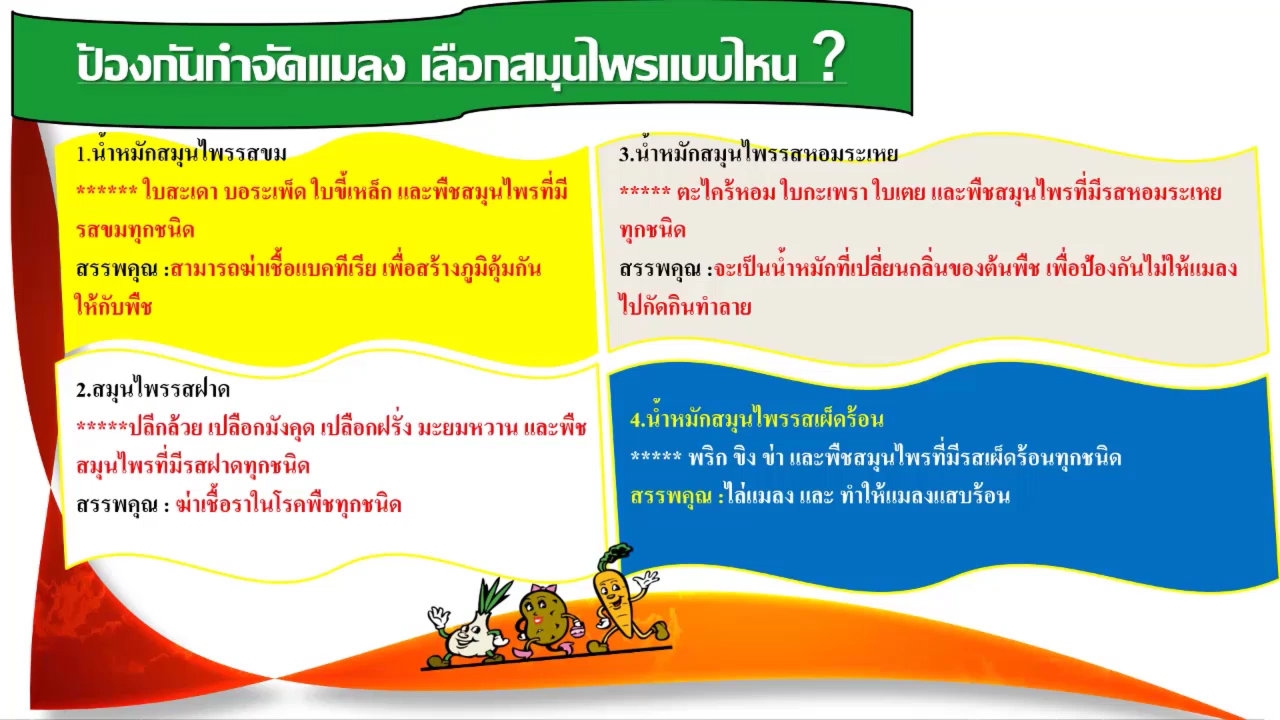 ป้องกันกำจัดแมลง เลือกสมุนไพรแบบไหน ?
1.น้ำหมักสมุนไพรรสขม
****** ใบสะเดา บอระเพ็ด ใบขี้เหล็ก และพืชสมุนไพรที่มี
รสขมทุกชนิด
สรรพคุณ :สามารถฆ่าเชื้อแบคทีเรีย เพื่อสร้างภูมิคุ้มกัน
ให้กับพืช
2.สมุนไพรรสฝาด
*****ปลีกล้วย เปลือกมังคุด เปลือกฝรั่ง มะยมหวาน และพืช
สมุนไพรที่มีรสฝาดทุกชนิด
สรรพคุณ : ฆ่าเชื้อราในโรคพืชทุกชนิด
3.น้ำหมักสมุนไพรรสหอมระเหย
***** ตะไคร้หอม ใบกะเพรา ใบเตย และพืชสมุนไพรที่มีรสหอมระเหย
ทุกชนิด
สรรพคุณ :จะเป็นน้ำหมักที่เปลี่ยนกลิ่นของต้นพืช เพื่อป้องกันไม่ให้แมลง
ไปกัดกินทำลาย
4.น้ำหมักสมุนไพรรสเผ็ดร้อน
***** พริก ขิง ข่า และพืชสมุนไพรที่มีรสเผ็ดร้อนทุกชนิด
สรรพคุณ :ไล่แมลง และ ทำให้แมลงแสบร้อน